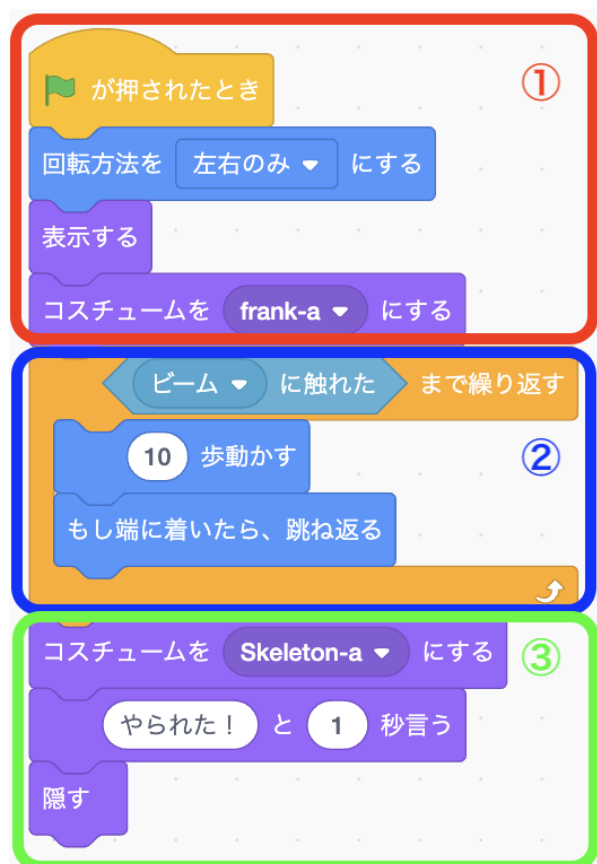 が押されたとき
①
回転方法を 左右のみ にする
表示する
コスチュームを frank-a にする
ビーム に触れた まで繰り返す
10 歩動かす
②
もし端に着いたら、跳ね返る
コスチュームを Skeleton-a にする
③
やられた! と 1 秒言う
隠す